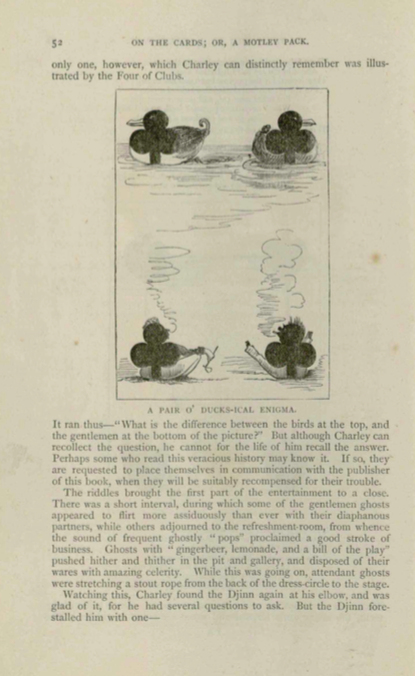 52 ON THE CARDS; OR, A MOTLEY PACK.
only one, however, which Charley can distinctly remember was illus-
trated by the Four of Clubs.
A PAIR O' DUCKS-ICAL ENIGMA.
It ran thus—"What is the difference between the birds at the top, and
the gentlemen at the bottom of the picture?" But although Charley can
recollect the question, he cannot for the life of him recall the answer.
Perhaps some who read this veracious history may know it. If so, they
are requested to place themselves in communication with the publisher
of this book, when they will be suitably recompensed for their trouble.
The riddles brought the first part of the entertainment to a close.
There was a short interval, during which some of the gentlemen ghosts
appeared to flirt more assiduously than ever with their diaphanous
partners, while others adjourned to the refreshment-room, from whence
the sound of frequent ghostly "pops" proclaimed a good stroke of
business. Ghosts with "gingerbeer, lemonade, and a bill of the play"
pushed hither and thither in the pit and gallery, and disposed of their
wares with amazing celerity. While this was going on, attendant ghosts
were stretching a stout rope from the back of the dress-circle to the stage.
Watching this, Charley found the Djinn again at his elbow, and was
glad of it, for he had several questions to ask. But the Djinn fore-
stalled him with one—